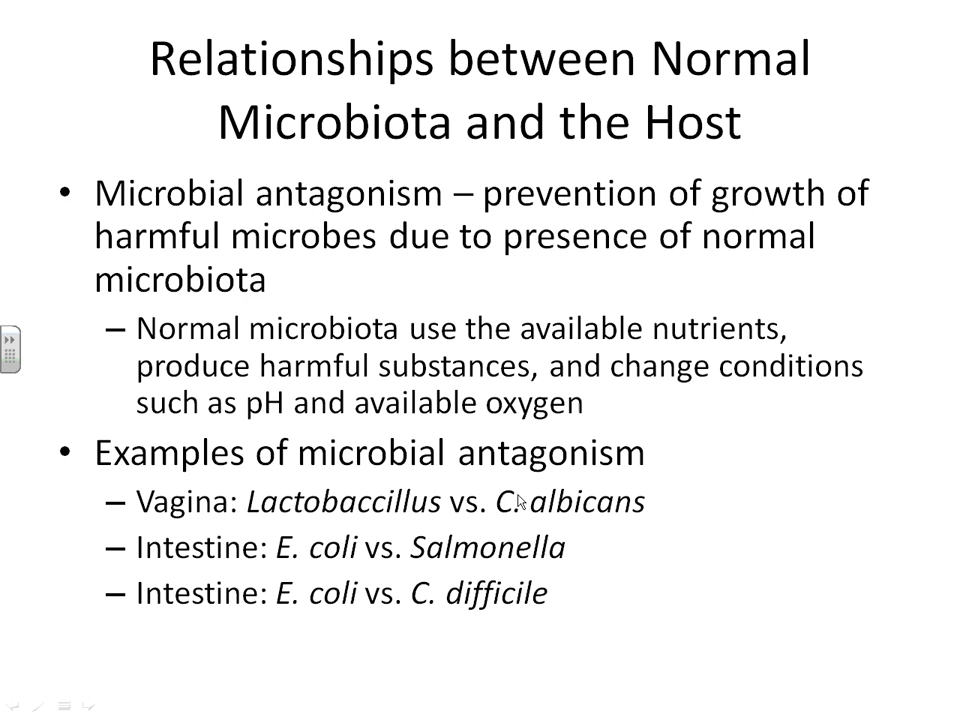 Relationships between Normal
Microbiota and the Host
• Microbial antagonism – prevention of growth of
harmful microbes due to presence of normal
microbiota
– Normal microbiota use the available nutrients,
produce harmful substances, and change conditions
such as pH and available oxygen
• Examples of microbial antagonism
– Vagina: Lactobaccillus vs. C. albicans
– Intestine: E. coli vs. Salmonella
– Intestine: E. coli vs. C. difficile